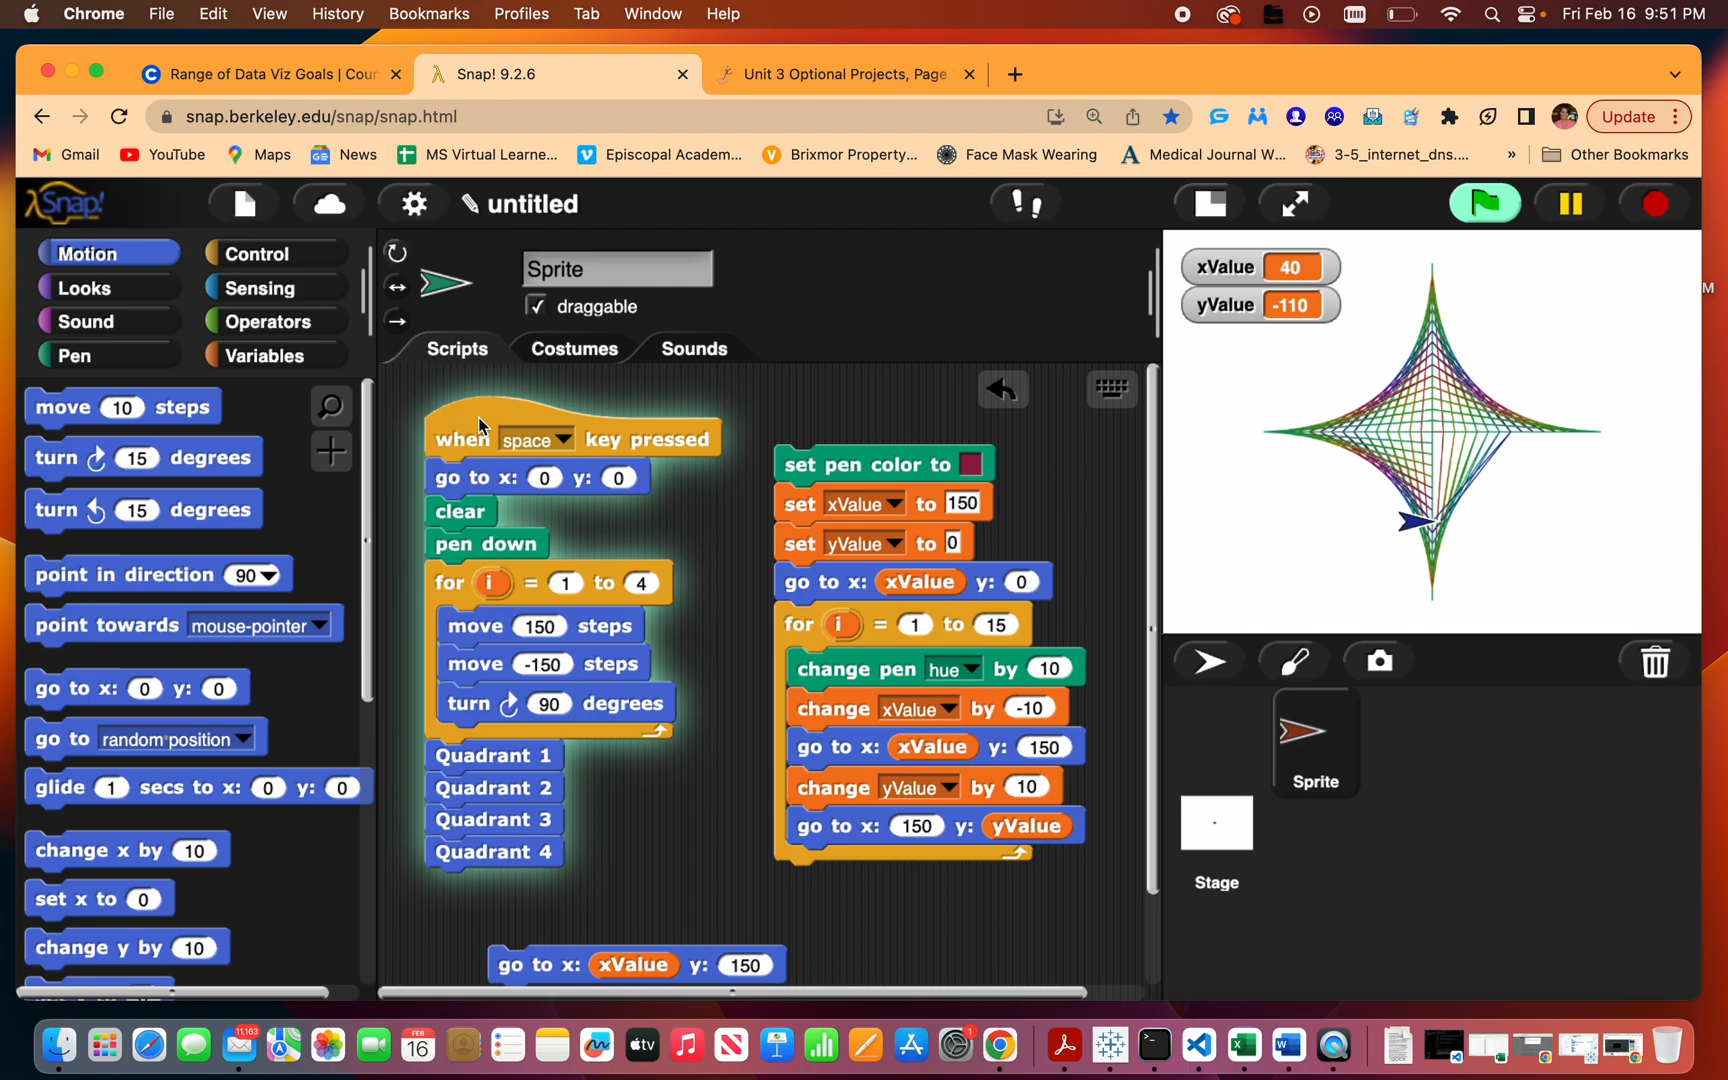 Chrome File Edit View History Bookmarks Profiles Tab Window Help Fri Feb 16 9:51 PM
Range of Data Viz Goals | Cour
Snap! 9.2.6
Unit 3 Optional Projects, Page
snap.berkeley.edu/snap/snap.html
Update
Gmail YouTube Maps News MS Virtual Learne... Episcopal Academ... Brixmor Property... Face Mask Wearing Medical Journal W... 3-5_internet_dns.... » Other Bookmarks
Snap!
untitled
Motion Control
Looks Sensing
Sound Operators
Pen Variables
Sprite
draggable
Scripts Costumes Sounds
move 10 steps
turn 15 degrees
turn 15 degrees
point in direction 90
point towards mouse-pointer
go to x: 0 y: 0
go to random position
glide 1 secs to x: 0 y: 0
change x by 10
set x to 0
change y by 10
when space key pressed
go to x: 0 y: 0
clear
pen down
for i = 1 to 4
move 150 steps
move -150 steps
turn 90 degrees
Quadrant 1
Quadrant 2
Quadrant 3
Quadrant 4
go to x: xValue y: 150
set pen color to
set xValue to 150
set yValue to 0
go to x: xValue y: 0
for i = 1 to 15
change pen hue by 10
change xValue by -10
go to x: xValue y: 150
change yValue by 10
go to x: 150 y: yValue
xValue 40
yValue -110
Sprite
Stage
M
11,163
FEB
16
tv
1